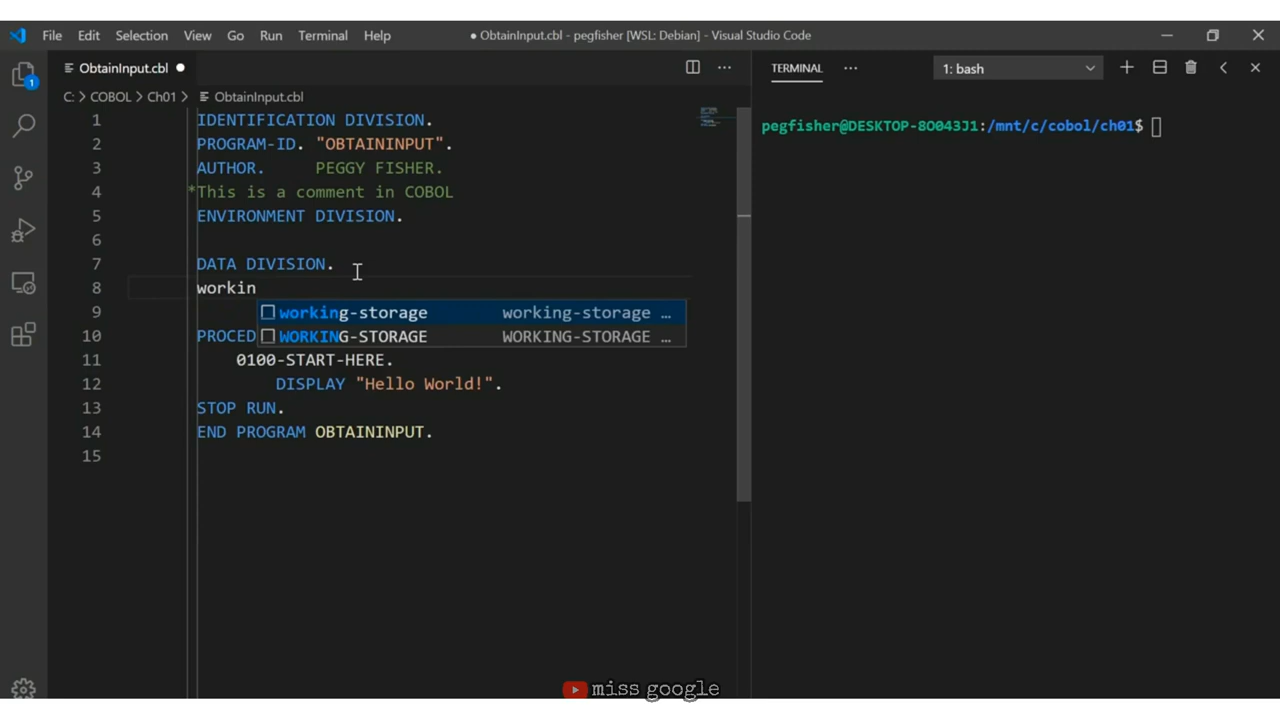 File Edit Selection View Go Run Terminal Help ● ObtainInput.cbl - pegfisher [WSL: Debian] - Visual Studio Code
ObtainInput.cbl ●
TERMINAL ··· 1: bash
C: > COBOL > Ch01 > ObtainInput.cbl
1
1 IDENTIFICATION DIVISION.
2 PROGRAM-ID. "OBTAININPUT".
3 AUTHOR. PEGGY FISHER.
4 *This is a comment in COBOL
5 ENVIRONMENT DIVISION.
6
7 DATA DIVISION.
8 workin
9 working-storage working-storage …
10 PROCED WORKING-STORAGE WORKING-STORAGE …
11 0100-START-HERE.
12 DISPLAY "Hello World!".
13 STOP RUN.
14 END PROGRAM OBTAININPUT.
15
pegfisher@DESKTOP-8O043J1:/mnt/c/cobol/ch01$
miss google